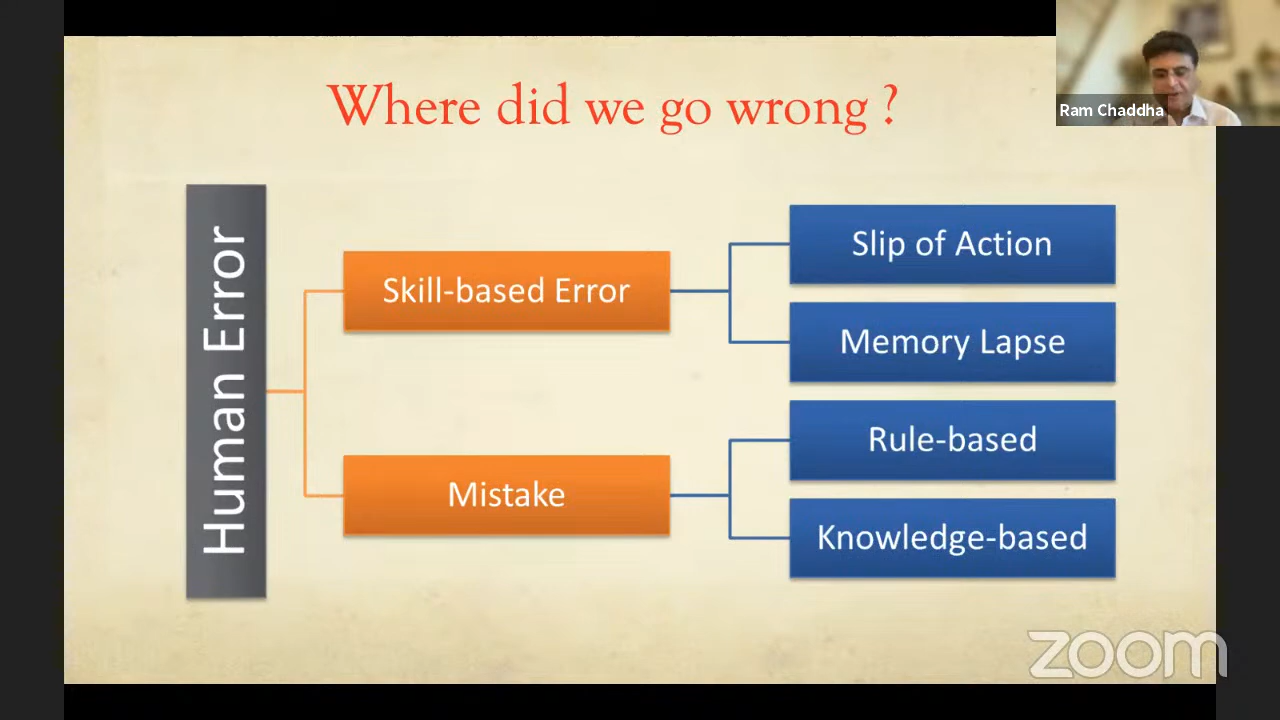 Where did we go wrong ?
Ram Chaddha
Human Error
Skill-based Error
Slip of Action
Memory Lapse
Mistake
Rule-based
Knowledge-based
zoom